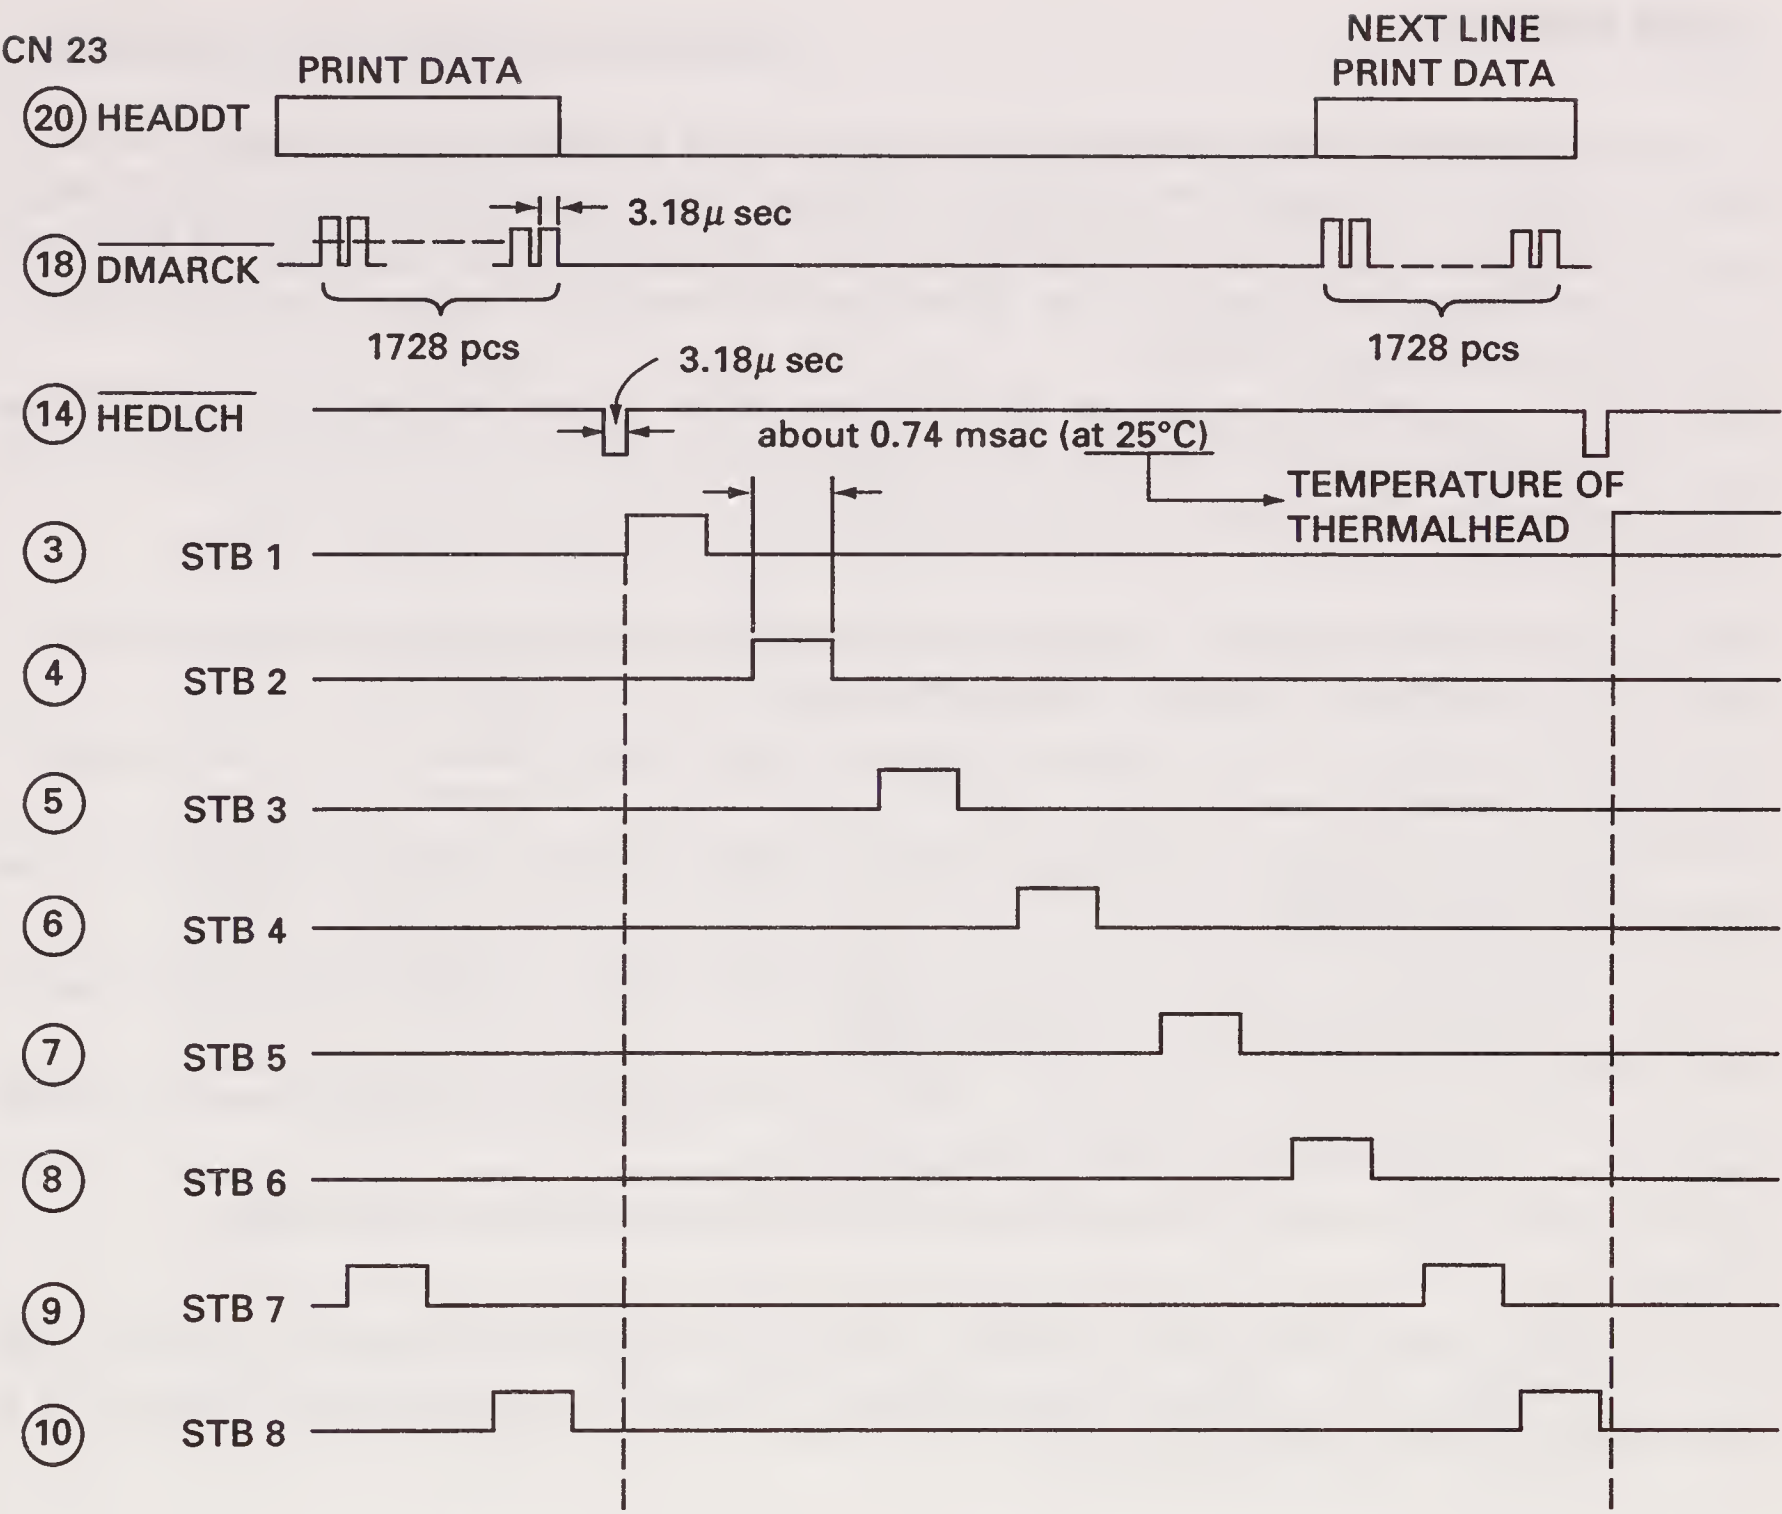 CN 23
PRINT DATA
NEXT LINE
PRINT DATA
20 HEADDT
3.18μ sec
18 DMARCK
1728 pcs
1728 pcs
3.18μ sec
14 HEDLCH
about 0.74 msac (at 25°C)
TEMPERATURE OF
THERMALHEAD
3 STB 1
4 STB 2
5 STB 3
6 STB 4
7 STB 5
8 STB 6
9 STB 7
10 STB 8